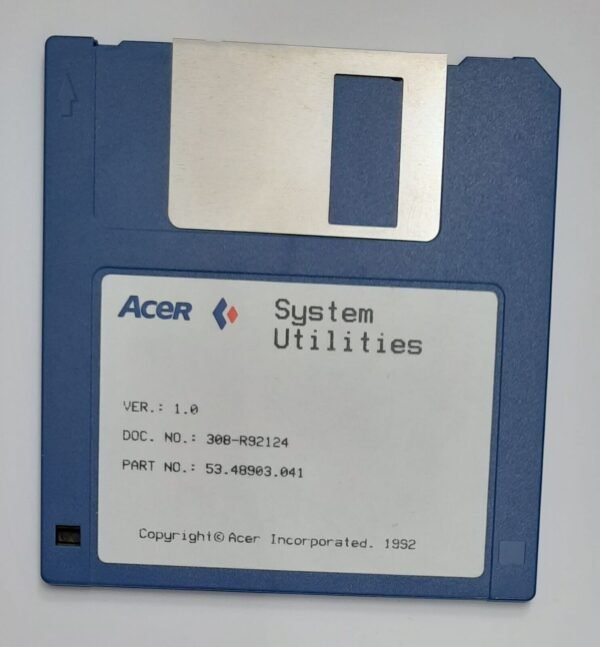 Acer
System
Utilities
VER.: 1.0
DOC. NO.: 308-R92124
PART NO.: 53.48903.041
Copyright© Acer Incorporated. 1992